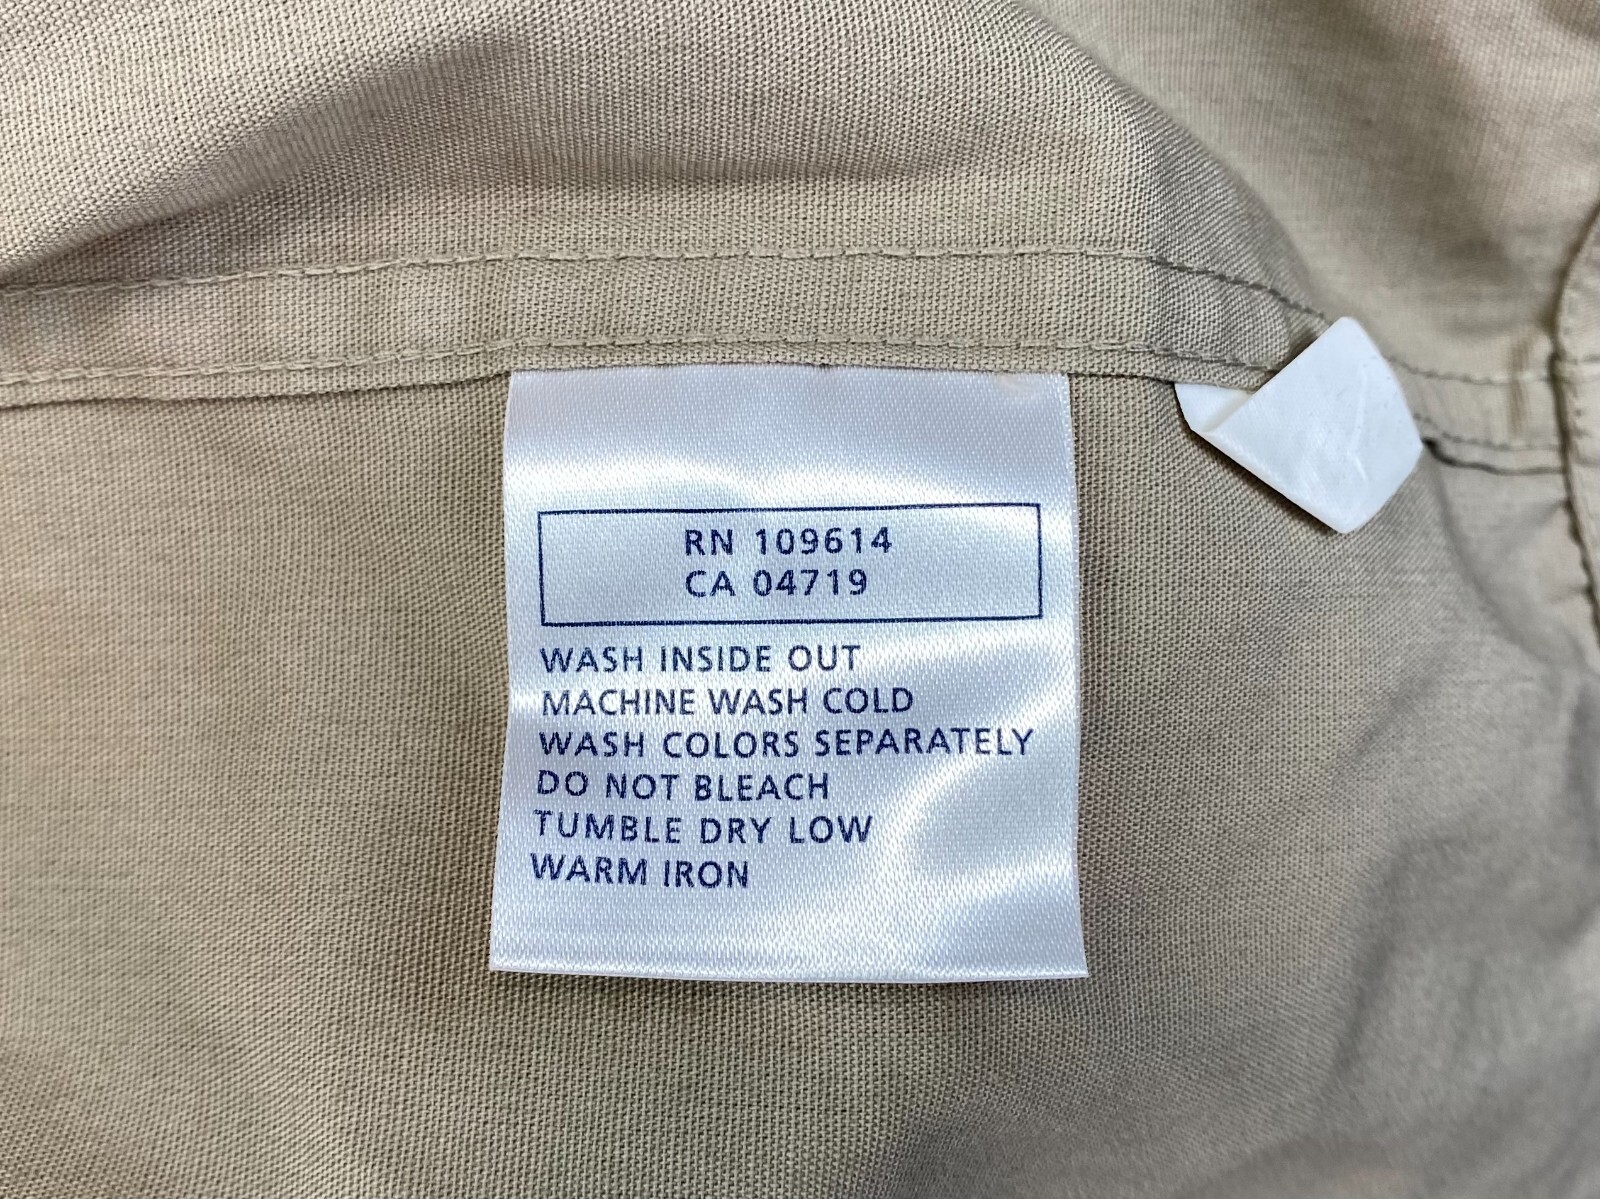 RN 109614
CA 04719
WASH INSIDE OUT
MACHINE WASH COLD
WASH COLORS SEPARATELY
DO NOT BLEACH
TUMBLE DRY LOW
WARM IRON